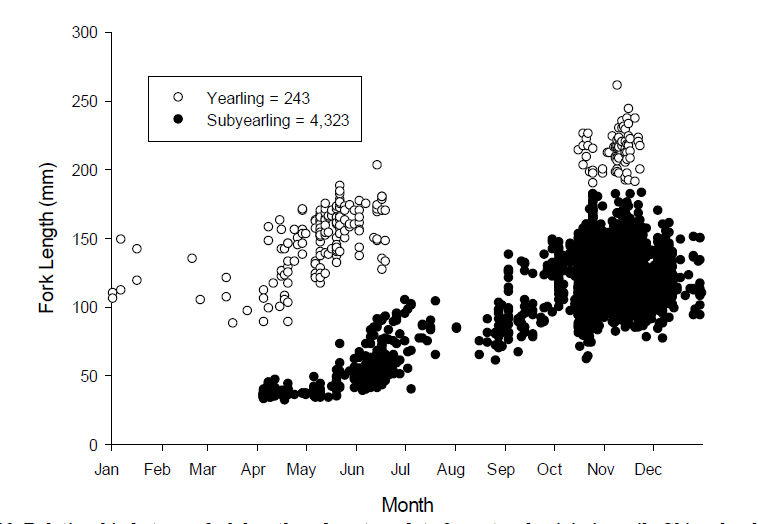 300
250
200
150
100
50
0
Fork Length (mm)
Yearling = 243
Subyearling = 4,323
Jan Feb Mar Apr May Jun Jul Aug Sep Oct Nov Dec
Month